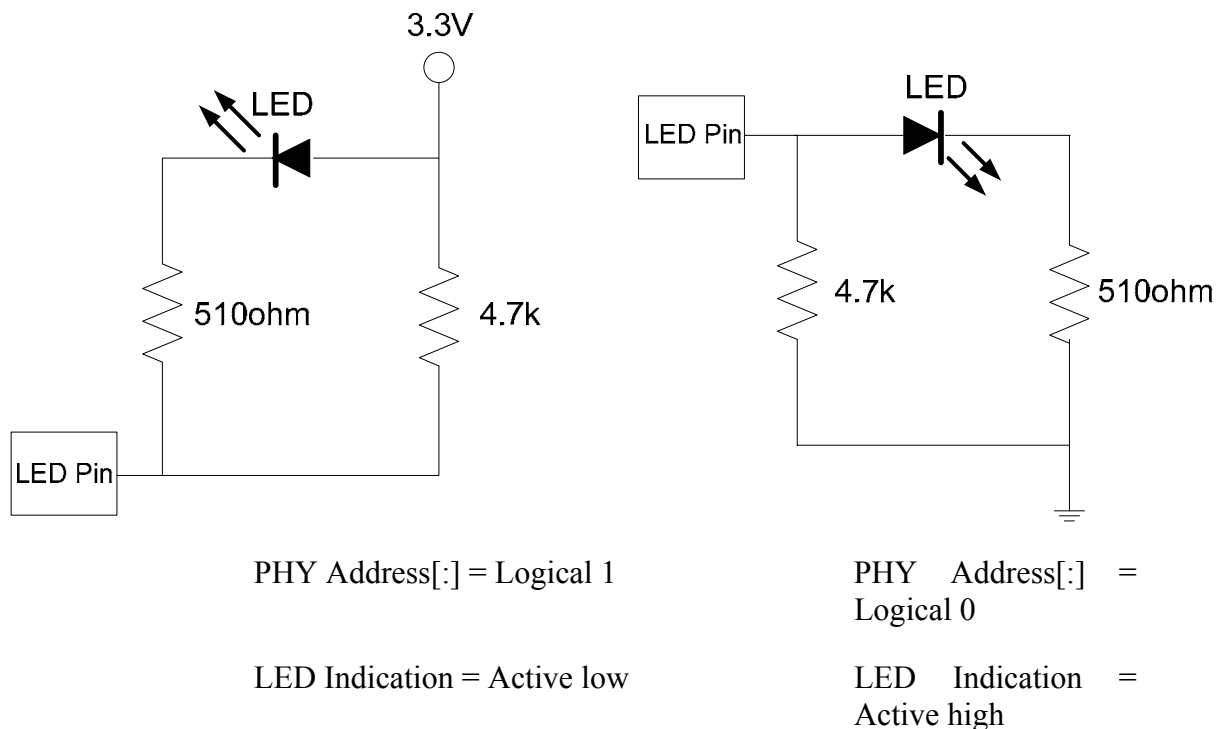 3.3V
LED
510ohm
4.7k
LED Pin
LED
LED Pin
4.7k
510ohm
PHY Address[:] = Logical 1
LED Indication = Active low
PHY Address[:] =
Logical 0
LED Indication =
Active high